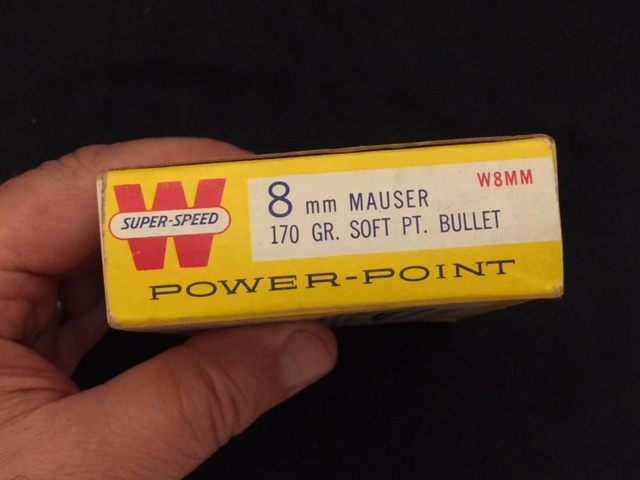 W
SUPER-SPEED
8 mm MAUSER
W8MM
170 GR. SOFT PT. BULLET
POWER-POINT